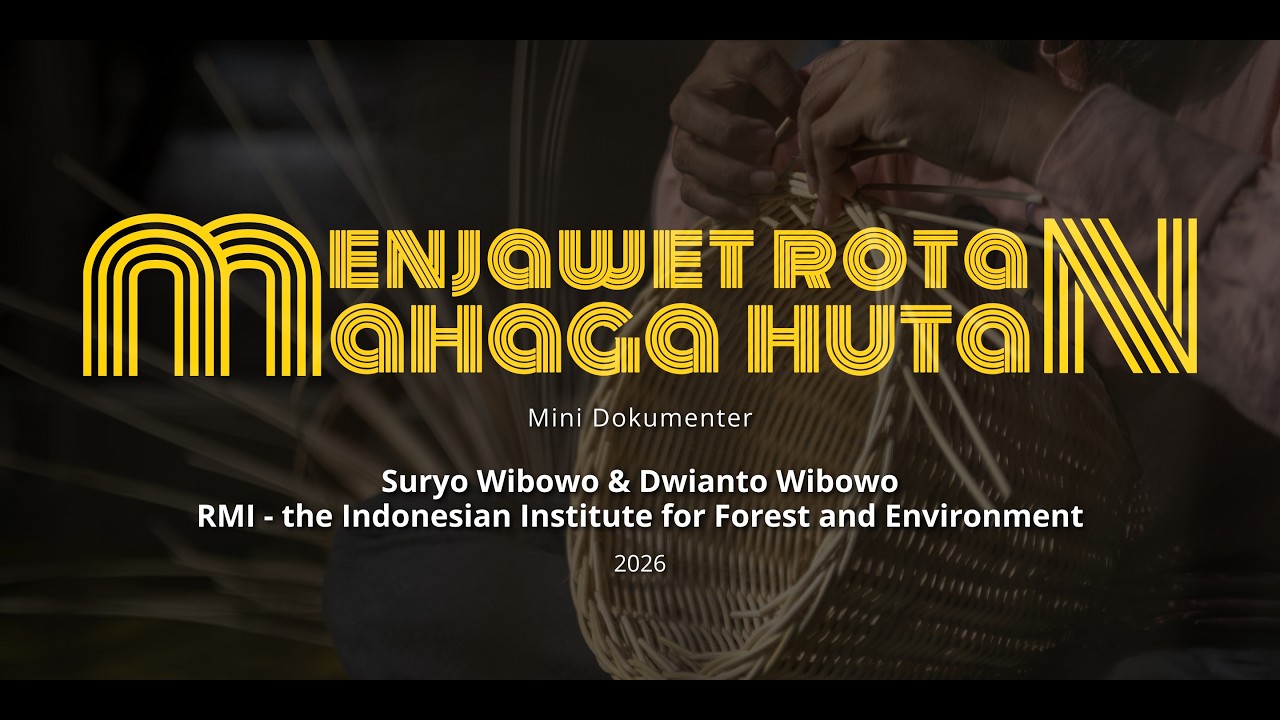 MENJAWET ROTAN
MAHAGA HUTAN
Mini Dokumenter
Suryo Wibowo & Dwianto Wibowo
RMI - the Indonesian Institute for Forest and Environment
2026